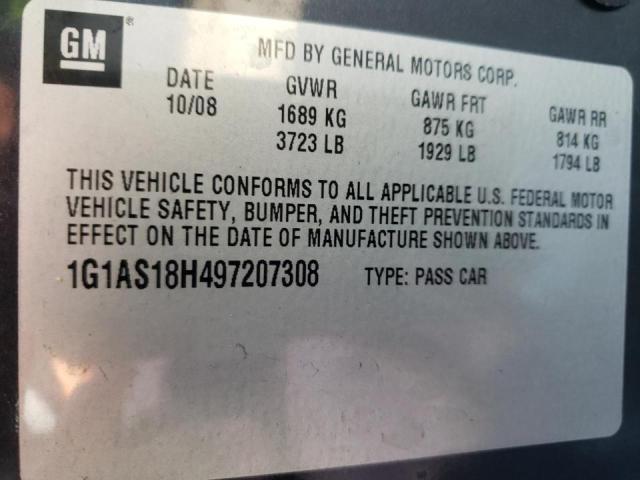 GM ®
MFD BY GENERAL MOTORS CORP.
DATE GVWR GAWR FRT GAWR RR
10/08 1689 KG 875 KG 814 KG
3723 LB 1929 LB 1794 LB
THIS VEHICLE CONFORMS TO ALL APPLICABLE U.S. FEDERAL MOTOR
VEHICLE SAFETY, BUMPER, AND THEFT PREVENTION STANDARDS IN
EFFECT ON THE DATE OF MANUFACTURE SHOWN ABOVE.
1G1AS18H497207308 TYPE: PASS CAR